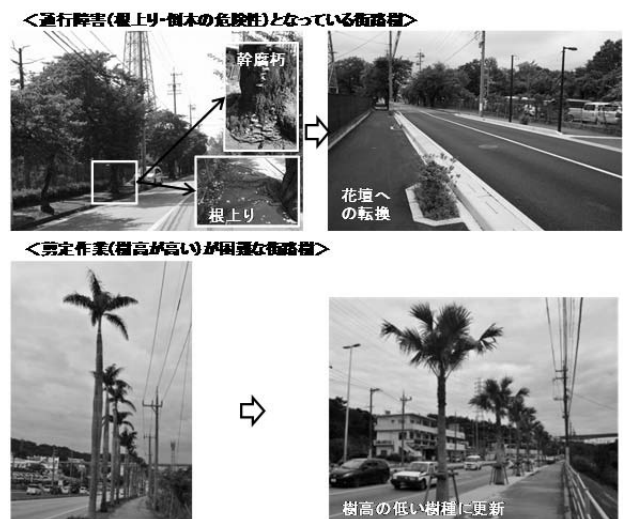 <通行障害(根上り・倒木の危険性)となっている街路樹>
幹腐朽
根上り
花壇へ
の転換
<剪定作業(樹高が高い)が困難な街路樹>
樹高の低い樹種に更新